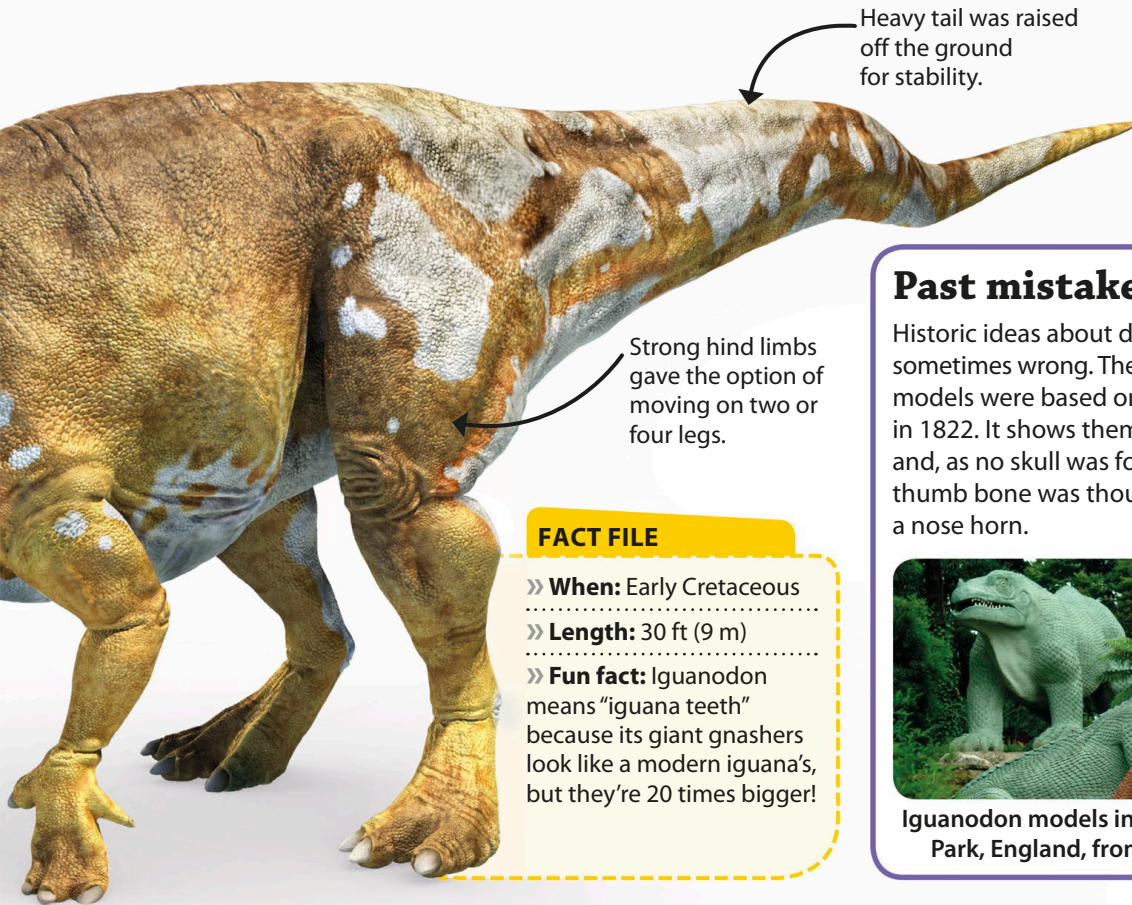 Heavy tail was raised
off the ground
for stability.
Strong hind limbs
gave the option of
moving on two or
four legs.
FACT FILE
» When: Early Cretaceous
» Length: 30 ft (9 m)
» Fun fact: Iguanodon
means “iguana teeth”
because its giant gnashers
look like a modern iguana’s,
but they’re 20 times bigger!
Past mistake
Historic ideas about d
sometimes wrong. The
models were based or
in 1822. It shows them
and, as no skull was fo
thumb bone was thou
a nose horn.
Iguanodon models in
Park, England, fror